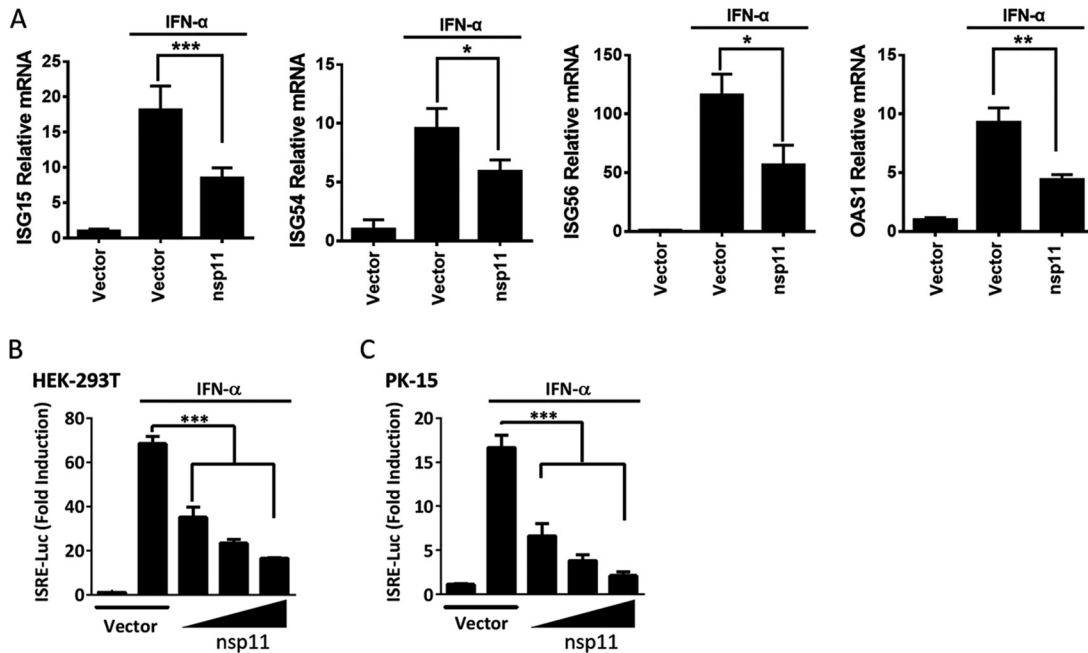 A
IFN-α
***
ISG15 Relative mRNA
25
20
15
10
5
0
Vector
Vector
nsp11
IFN-α
*
ISG54 Relative mRNA
15
10
5
0
Vector
Vector
nsp11
IFN-α
*
ISG56 Relative mRNA
150
100
50
0
Vector
Vector
nsp11
IFN-α
**
OAS1 Relative mRNA
15
10
5
0
Vector
Vector
nsp11
B
HEK-293T
IFN-α
***
ISRE-Luc (Fold Induction)
80
60
40
20
0
Vector
nsp11
C
PK-15
IFN-α
***
ISRE-Luc (Fold Induction)
20
15
10
5
0
Vector
nsp11